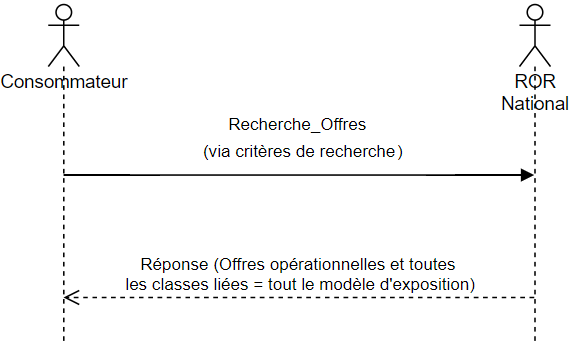 Consommateur
ROR
National
Recherche_Offres
(via critères de recherche)
Réponse (Offres opérationnelles et toutes
les classes liées = tout le modèle d'exposition)